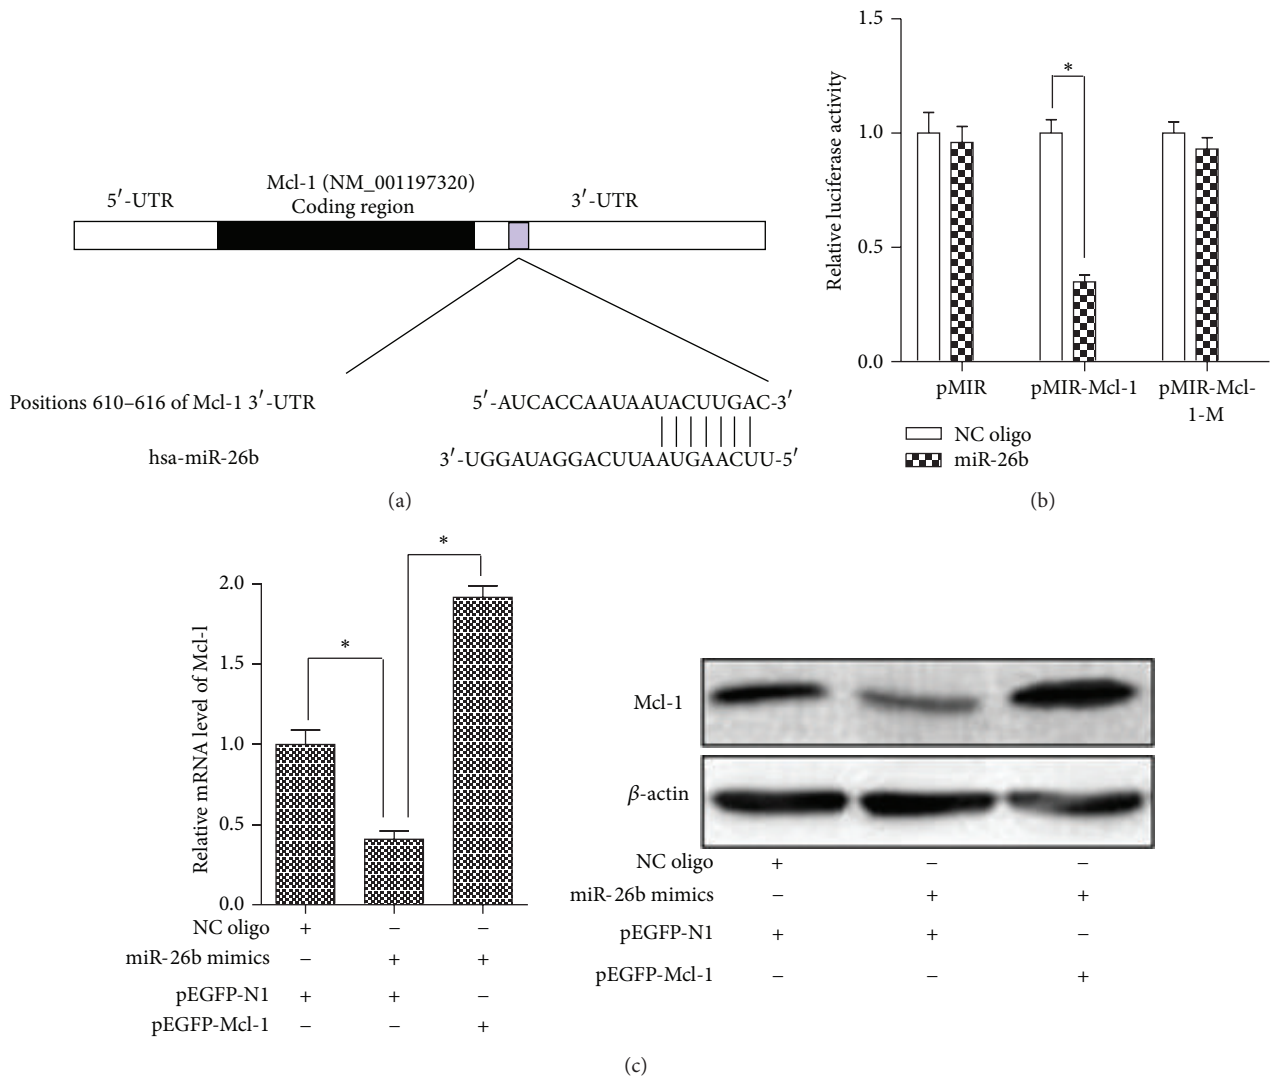 5′-UTR
Mcl-1 (NM_001197320)
Coding region
3′-UTR
Positions 610–616 of Mcl-1 3′-UTR
5′-AUCACCAAUAAUACUUGAC-3′
hsa-miR-26b
3′-UGGAUAGGACUUAAUGAACUU-5′
(a)
Relative luciferase activity
1.5
1.0
0.5
0.0
*
pMIR
pMIR-Mcl-1
pMIR-Mcl-
1-M
NC oligo
miR-26b
(b)
Relative mRNA level of Mcl-1
2.0
1.5
1.0
0.5
0.0
*
*
NC oligo + − −
miR-26b mimics − + +
pEGFP-N1 + + −
pEGFP-Mcl-1 − − +
Mcl-1
β-actin
NC oligo + − −
miR-26b mimics − + +
pEGFP-N1 + + −
pEGFP-Mcl-1 − − +
(c)